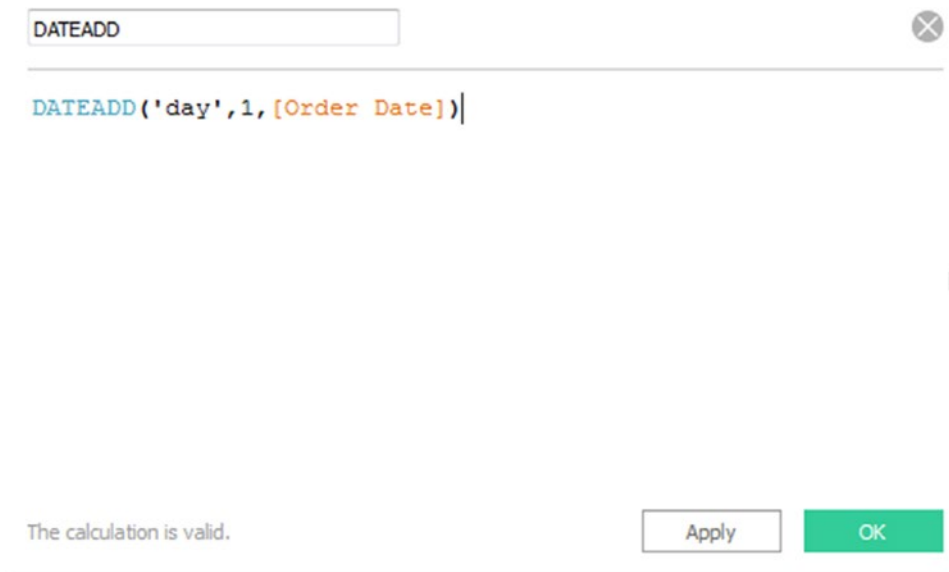 DATEADD
DATEADD('day',1,[Order Date])
The calculation is valid.
Apply
OK